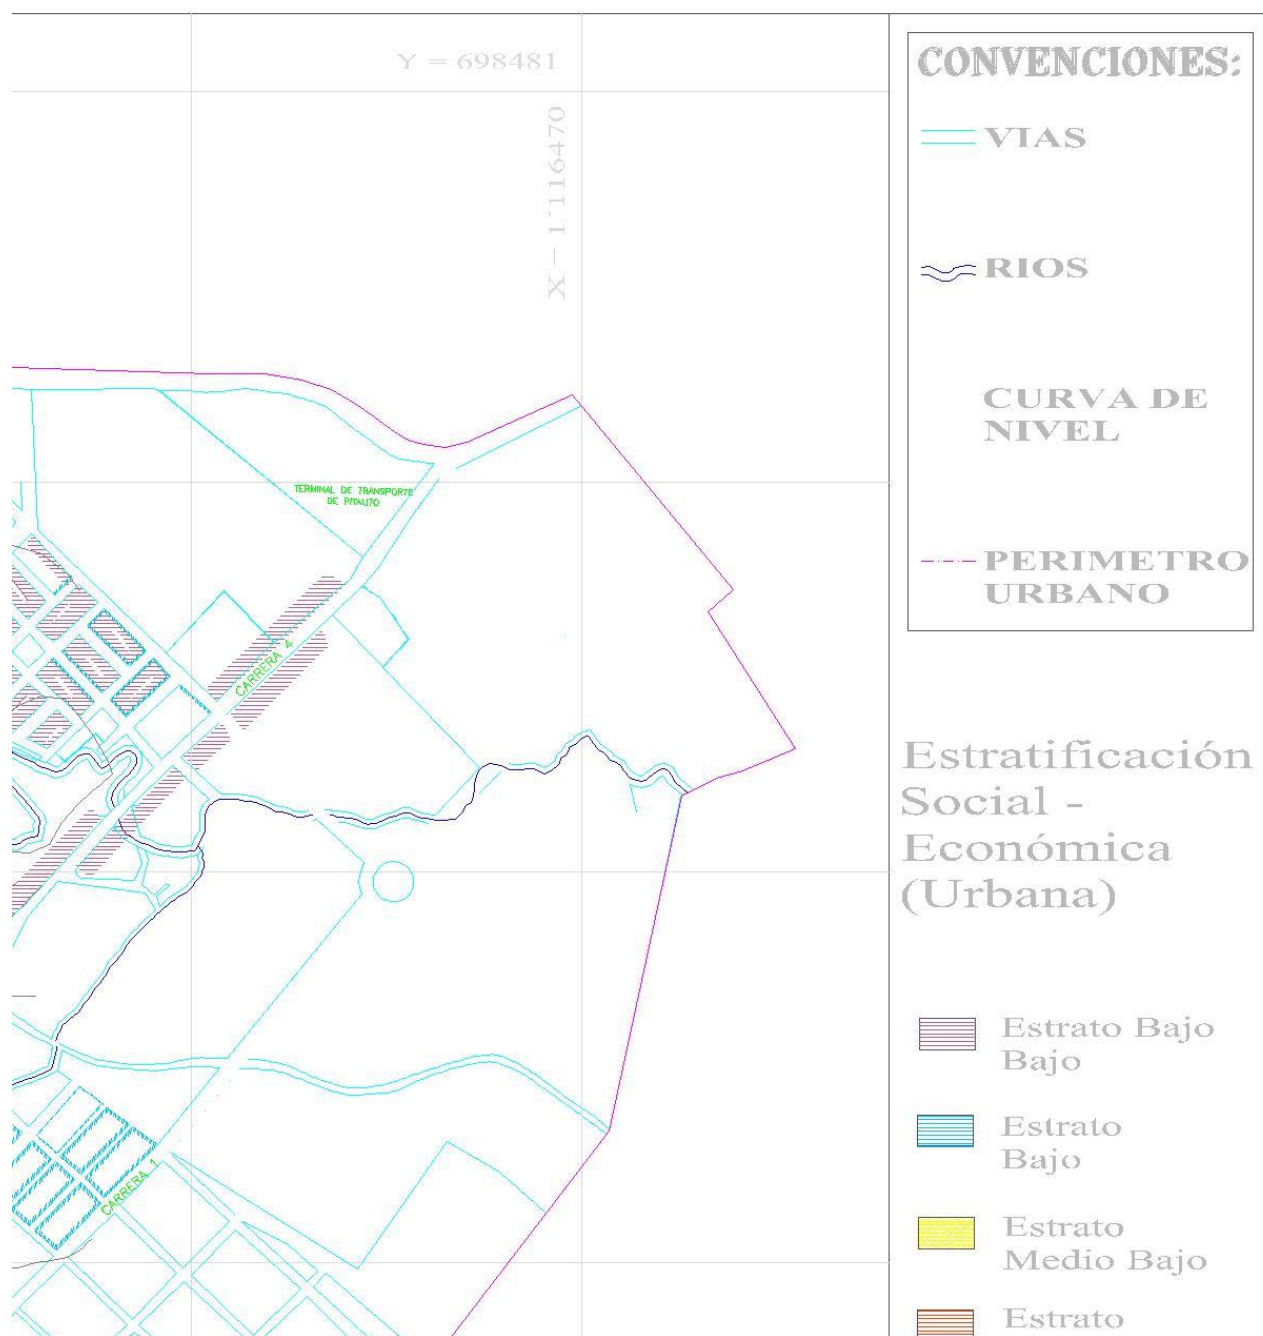 Y = 698481
X = 1'116470
TERMINAL DE TRANSPORTE
DE PITALITO
CARRERA 4
CARRERA 1
CONVENCIONES:
VIAS
RIOS
CURVA DE
NIVEL
PERIMETRO
URBANO
Estratificación
Social -
Económica
(Urbana)
Estrato Bajo
Bajo
Estrato
Bajo
Estrato
Medio Bajo
Estrato